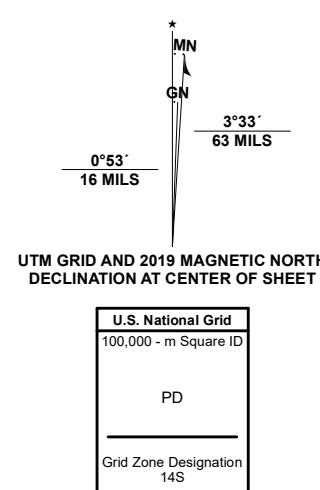 ★
MN
GN
3°33´
63 MILS
0°53´
16 MILS
UTM GRID AND 2019 MAGNETIC NORTH
DECLINATION AT CENTER OF SHEET
U.S. National Grid
100,000 - m Square ID
PD
Grid Zone Designation
14S